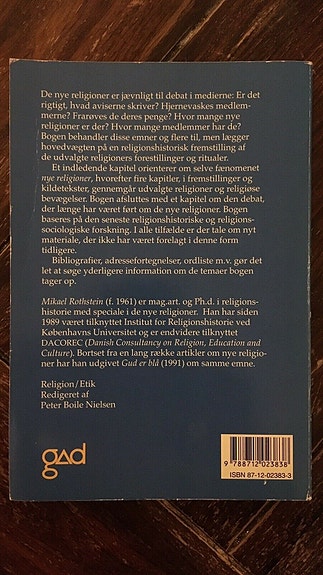 De nye religioner er jævnligt til debat i medierne: Er det
rigtigt, hvad aviserne skriver? Hjernevaskes medlem-
merne? Frarøves de deres penge? Hvor mange nye
religioner er der? Hvor mange medlemmer har de?
Bogen behandler disse emner og flere til, men lægger
hovedvægten på en religionshistorisk fremstilling af
de udvalgte religioners forestillinger og ritualer.
Et indledende kapitel orienterer om selve fænomenet
nye religioner, hvorefter fire kapitler, i fremstillinger og
kildetekster, gennemgår udvalgte religioner og religiøse
bevægelser. Bogen afsluttes med et kapitel om den debat,
der længe har været ført om de nye religioner. Bogen
baseres på den seneste religionshistoriske og religions-
sociologiske forskning. I alle tilfælde er der tale om nyt
materiale, der ikke har været forelagt i denne form
tidligere.
Bibliografier, adressefortegnelser, ordliste m.v. gør det
let at søge yderligere information om de temaer bogen
tager op.
Mikael Rothstein (f. 1961) er mag.art. og Ph.d. i religions-
historie med speciale i de nye religioner. Han har siden
1989 været tilknyttet Institut for Religionshistorie ved
Københavns Universitet og er endvidere tilknyttet
DACOREC (Danish Consultancy on Religion, Education and
Culture). Bortset fra en lang række artikler om nye religio-
ner har han udgivet Gud er blå (1991) om samme emne.
Religion/Etik
Redigeret af
Peter Boile Nielsen
gad
9 788712 023838
ISBN 87-12-02383-3